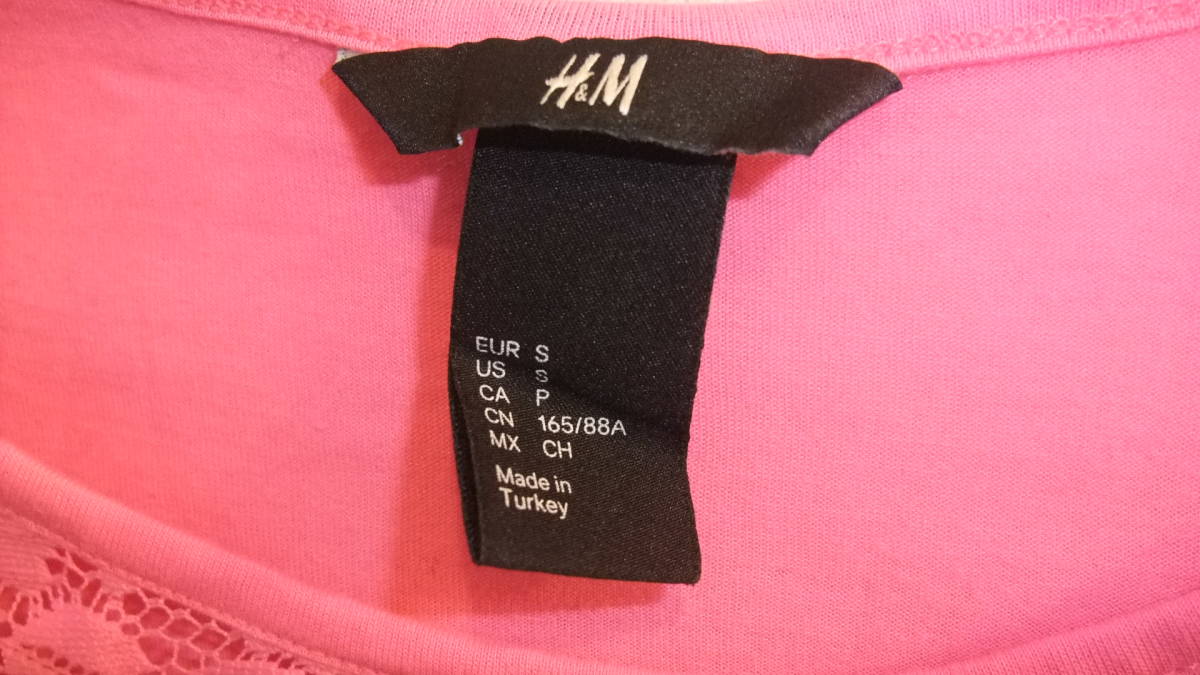 H&M
EUR S
US S
CA P
CN 165/88A
MX CH
Made in
Turkey